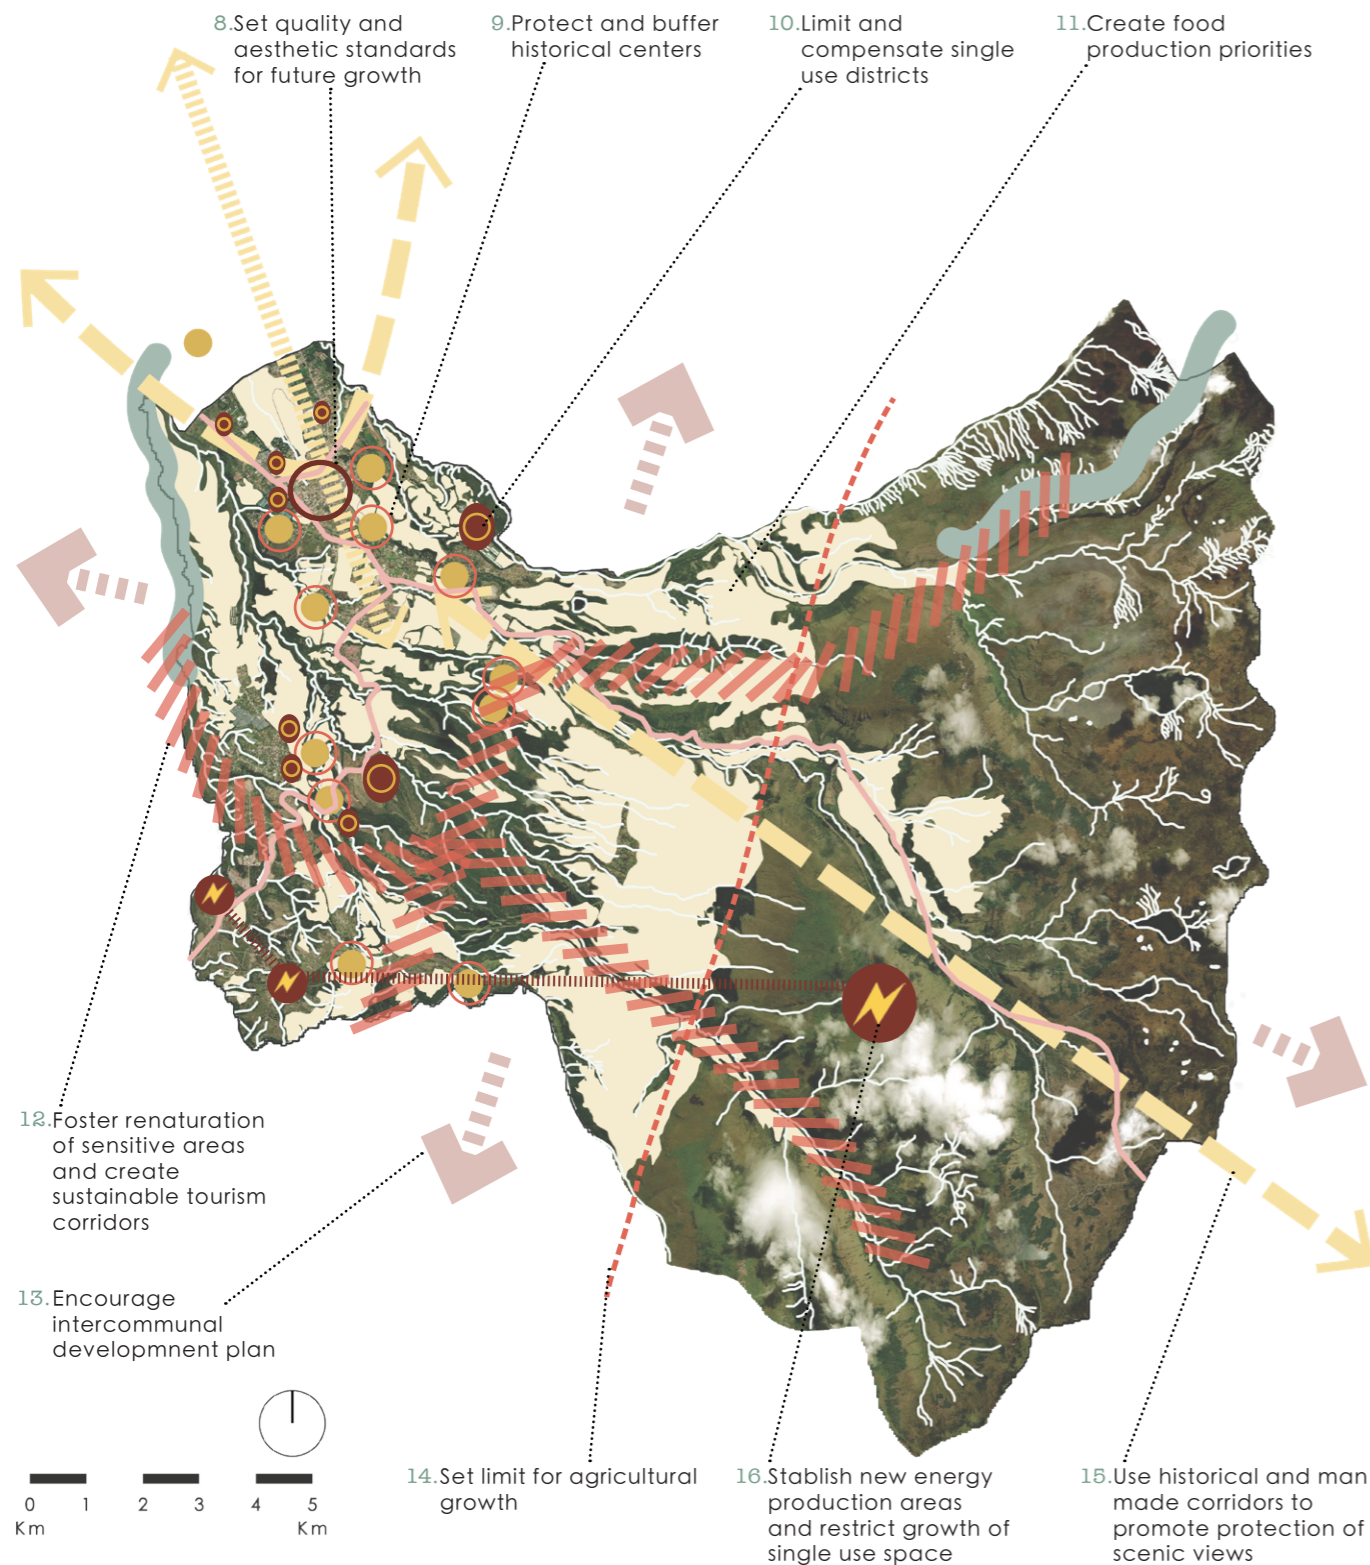 8.Set quality and
aesthetic standards
for future growth
9.Protect and buffer
historical centers
10.Limit and
compensate single
use districts
11.Create food
production priorities
12.Foster renaturation
of sensitive areas
and create
sustainable tourism
corridors
13.Encourage
intercommunal
developmnent plan
0 1 2 3 4 5
Km Km
14.Set limit for agricultural
growth
16.Stablish new energy
production areas
and restrict growth of
single use space
15.Use historical and man
made corridors to
promote protection of
scenic views